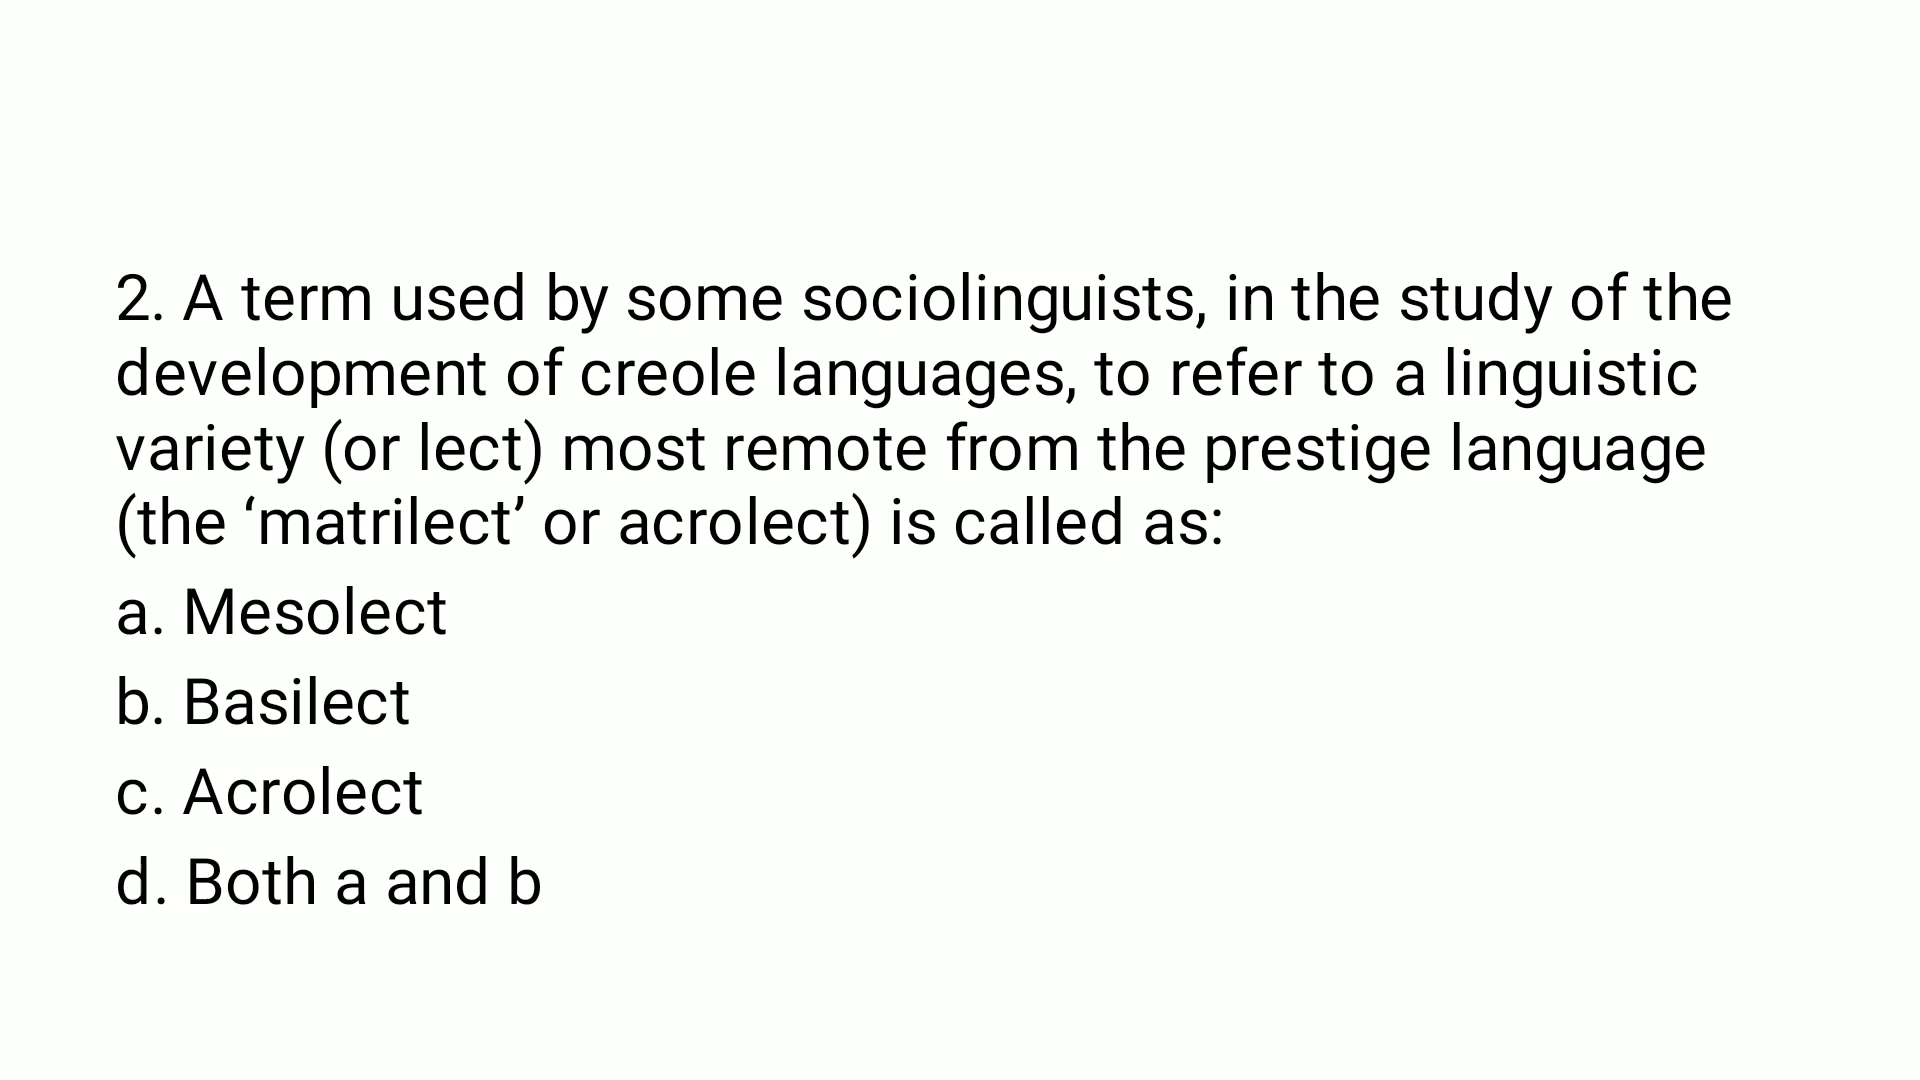 2. A term used by some sociolinguists, in the study of the
development of creole languages, to refer to a linguistic
variety (or lect) most remote from the prestige language
(the ‘matrilect’ or acrolect) is called as:
a. Mesolect
b. Basilect
c. Acrolect
d. Both a and b